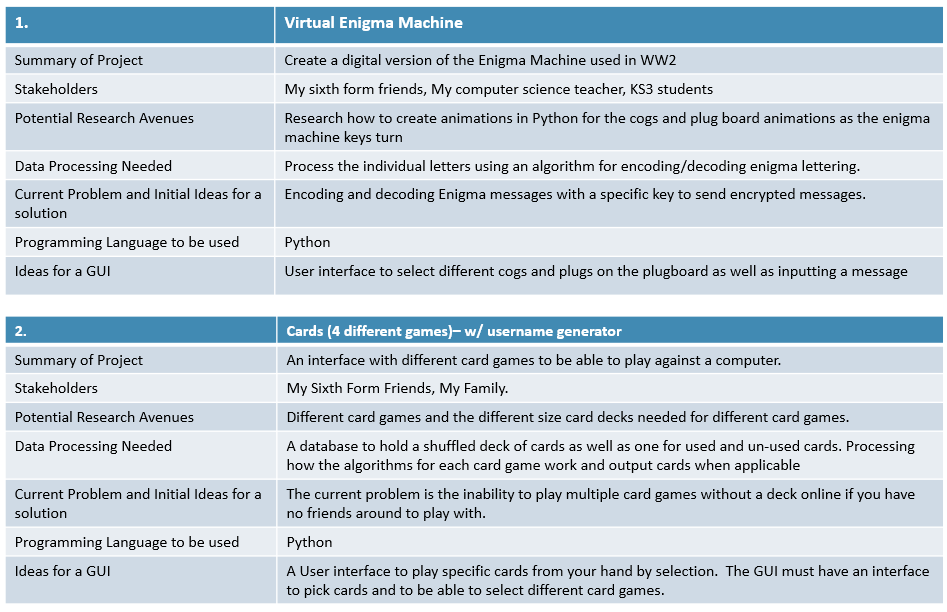 1. Virtual Enigma Machine
Summary of Project Create a digital version of the Enigma Machine used in WW2
Stakeholders My sixth form friends, My computer science teacher, KS3 students
Potential Research Avenues Research how to create animations in Python for the cogs and plug board animations as the enigma
machine keys turn
Data Processing Needed Process the individual letters using an algorithm for encoding/decoding enigma lettering.
Current Problem and Initial Ideas for a Encoding and decoding Enigma messages with a specific key to send encrypted messages.
solution
Programming Language to be used Python
Ideas for a GUI User interface to select different cogs and plugs on the plugboard as well as inputting a message
2. Cards (4 different games)– w/ username generator
Summary of Project An interface with different card games to be able to play against a computer.
Stakeholders My Sixth Form Friends, My Family.
Potential Research Avenues Different card games and the different size card decks needed for different card games.
Data Processing Needed A database to hold a shuffled deck of cards as well as one for used and un-used cards. Processing
how the algorithms for each card game work and output cards when applicable
Current Problem and Initial Ideas for a The current problem is the inability to play multiple card games without a deck online if you have
solution no friends around to play with.
Programming Language to be used Python
Ideas for a GUI A User interface to play specific cards from your hand by selection. The GUI must have an interface
to pick cards and to be able to select different card games.